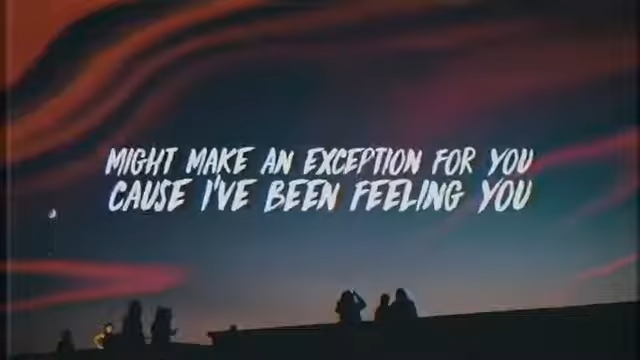 MIGHT MAKE AN EXCEPTION FOR YOU
CAUSE I'VE BEEN FEELING YOU